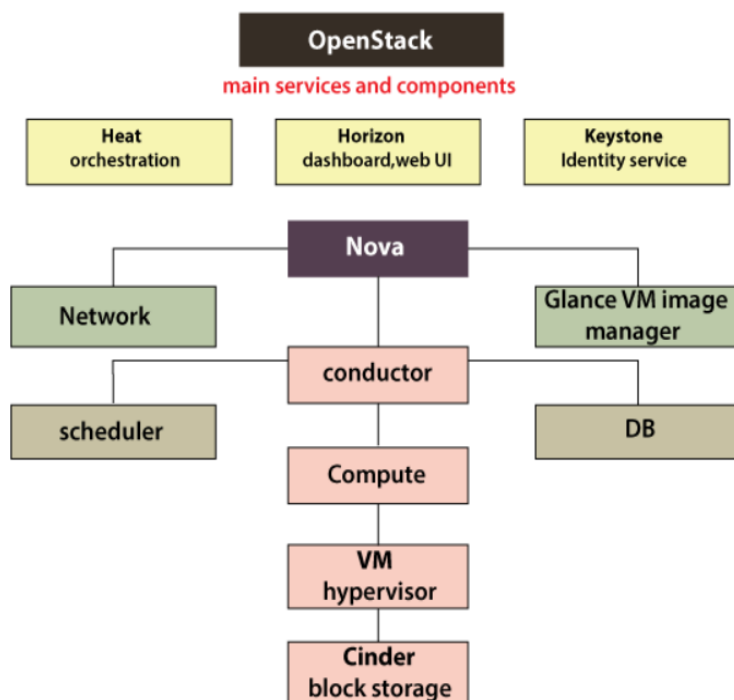 OpenStack
main services and components
Heat
orchestration
Horizon
dashboard,web UI
Keystone
Identity service
Nova
Network
Glance VM image
manager
conductor
scheduler
DB
Compute
VM
hypervisor
Cinder
block storage